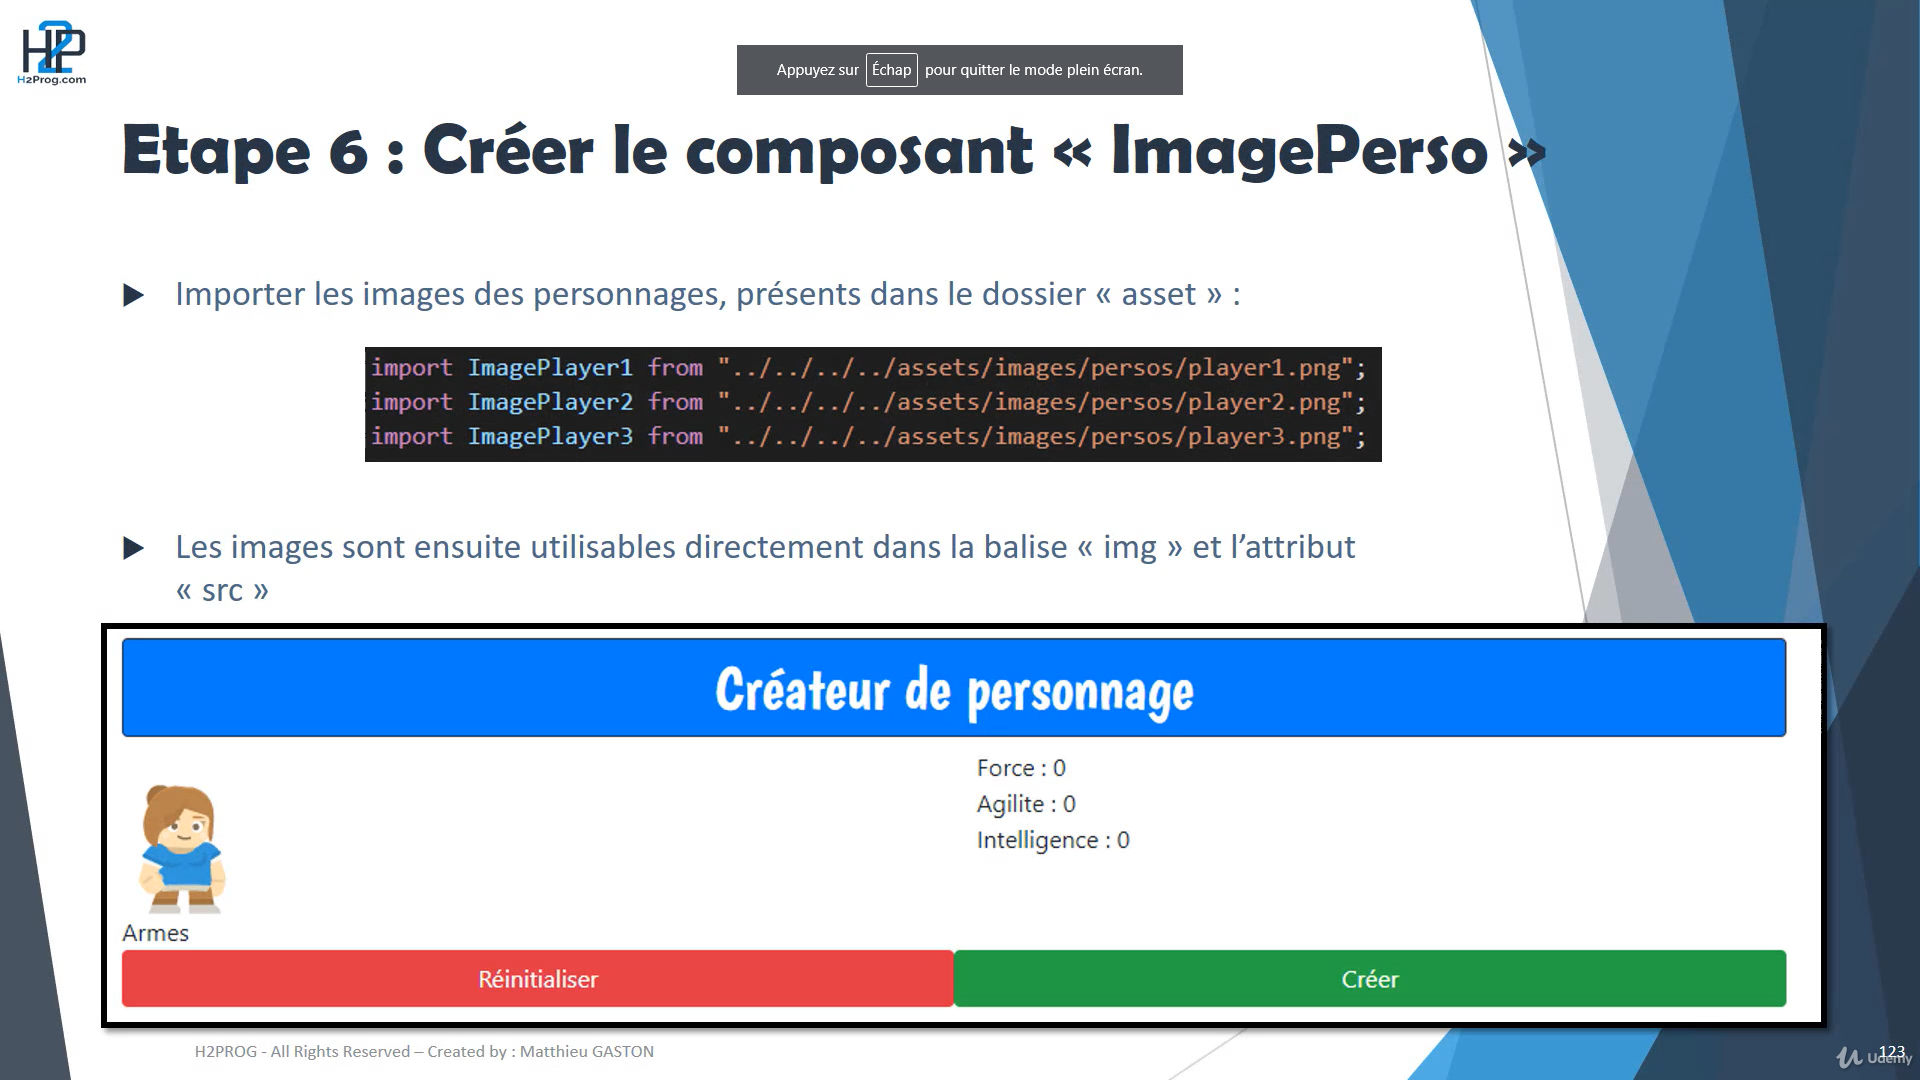 H2P
H2Prog.com
Appuyez sur Échap pour quitter le mode plein écran.
Etape 6 : Créer le composant « ImagePerso »
Importer les images des personnages, présents dans le dossier « asset » :
import ImagePlayer1 from "../../../../assets/images/persos/player1.png";
import ImagePlayer2 from "../../../../assets/images/persos/player2.png";
import ImagePlayer3 from "../../../../assets/images/persos/player3.png";
Les images sont ensuite utilisables directement dans la balise « img » et l’attribut
« src »
Créateur de personnage
Force : 0
Agilite : 0
Intelligence : 0
Armes
Réinitialiser
Créer
H2PROG - All Rights Reserved – Created by : Matthieu GASTON
123
Udemy